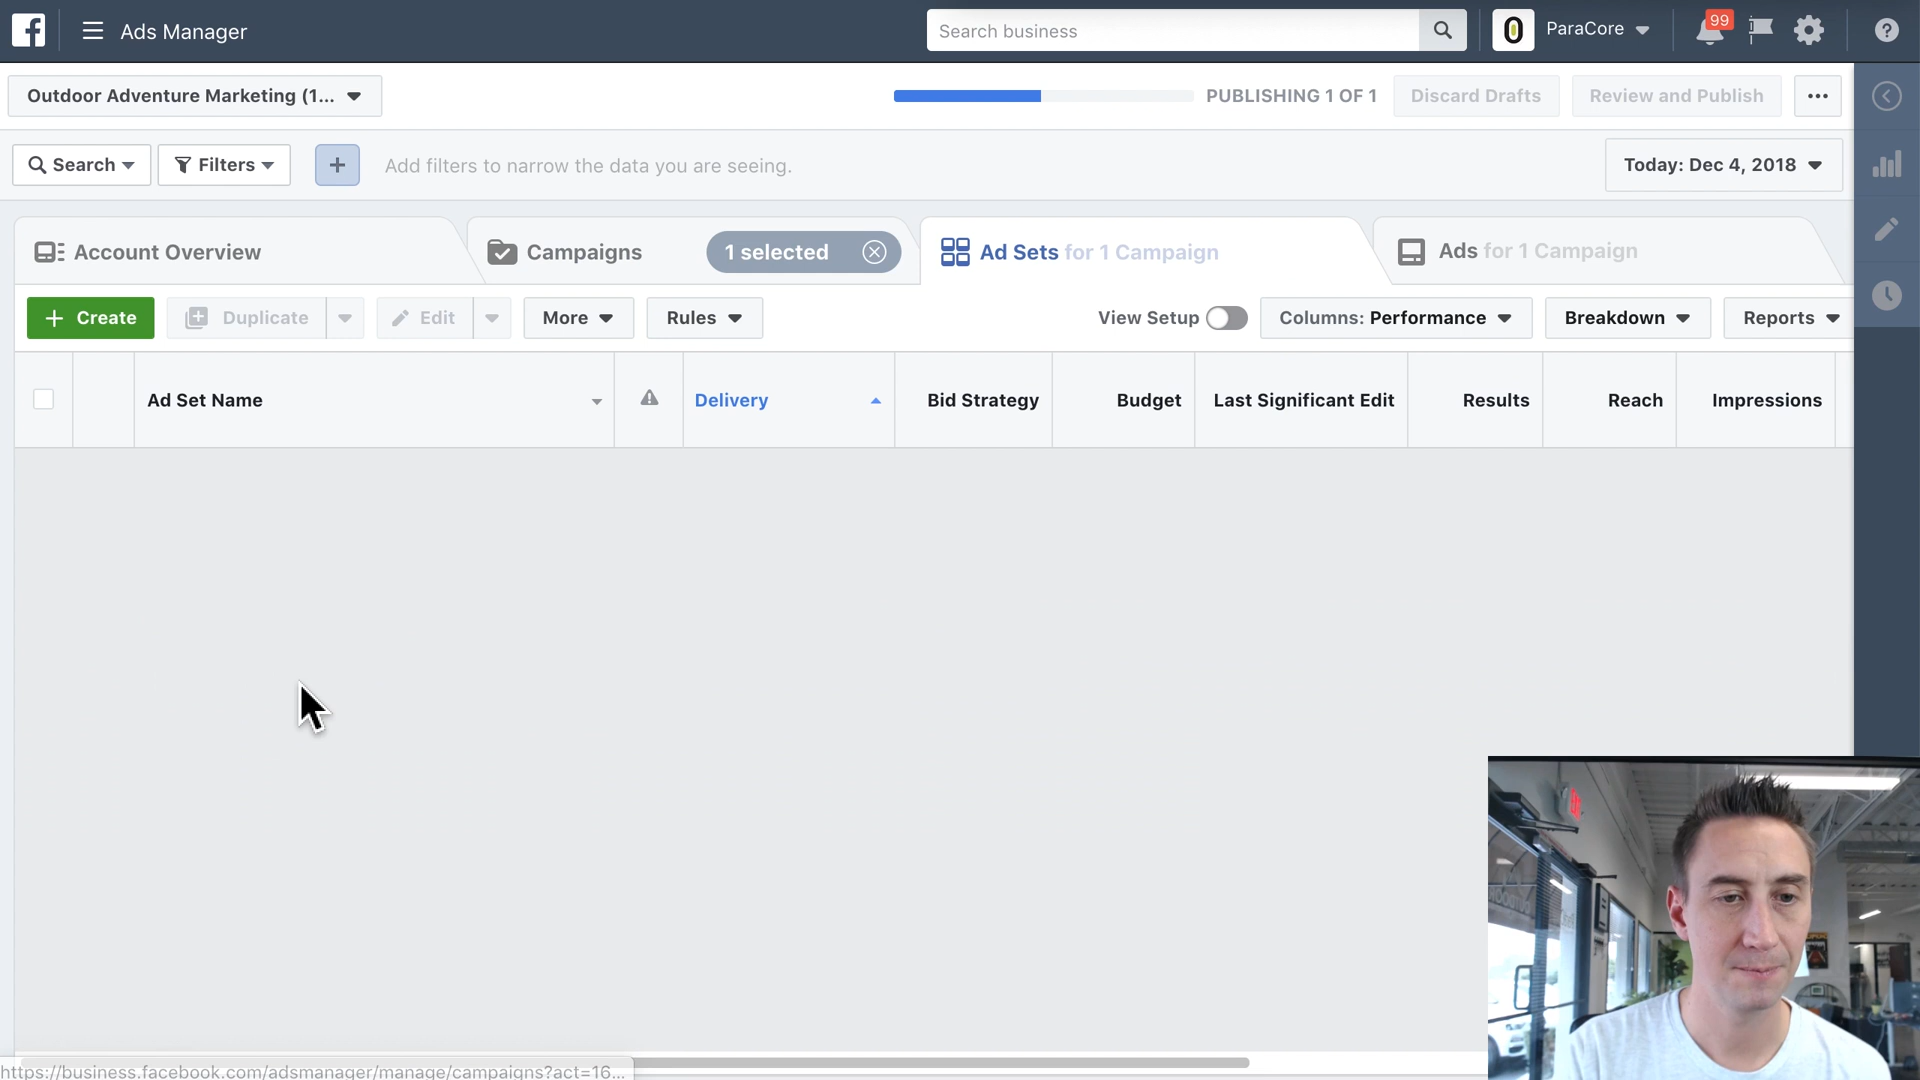 Ads Manager
Search business
ParaCore
99
Outdoor Adventure Marketing (1...
PUBLISHING 1 OF 1
Discard Drafts
Review and Publish
Search
Filters
Add filters to narrow the data you are seeing.
Today: Dec 4, 2018
Account Overview
Campaigns
1 selected
Ad Sets for 1 Campaign
Ads for 1 Campaign
Create
Duplicate
Edit
More
Rules
View Setup
Columns: Performance
Breakdown
Reports
Ad Set Name
Delivery
Bid Strategy
Budget
Last Significant Edit
Results
Reach
Impressions
https://business.facebook.com/adsmanager/manage/campaigns?act=16...